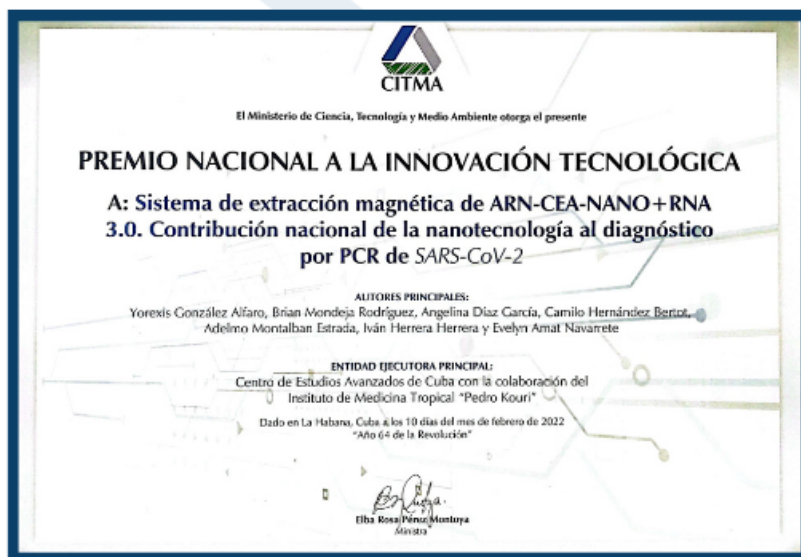 CITMA
El Ministerio de Ciencia, Tecnología y Medio Ambiente otorga el presente
PREMIO NACIONAL A LA INNOVACIÓN TECNOLÓGICA
A: Sistema de extracción magnética de ARN-CEA-NANO+RNA
3.0. Contribución nacional de la nanotecnología al diagnóstico
por PCR de SARS-CoV-2
AUTORES PRINCIPALES:
Yorexis González Alfaro, Brian Mondeja Rodríguez, Angelina Díaz García, Camilo Hernández Bertot,
Adelmo Montalban Estrada, Iván Herrera Herrera y Evelyn Amat Navarrete
ENTIDAD EJECUTORA PRINCIPAL:
Centro de Estudios Avanzados de Cuba con la colaboración del
Instituto de Medicina Tropical "Pedro Kouri"
Dado en La Habana, Cuba a los 10 días del mes de febrero de 2022
"Año 64 de la Revolución"
Elba Rosa Pérez Montoya
Ministra